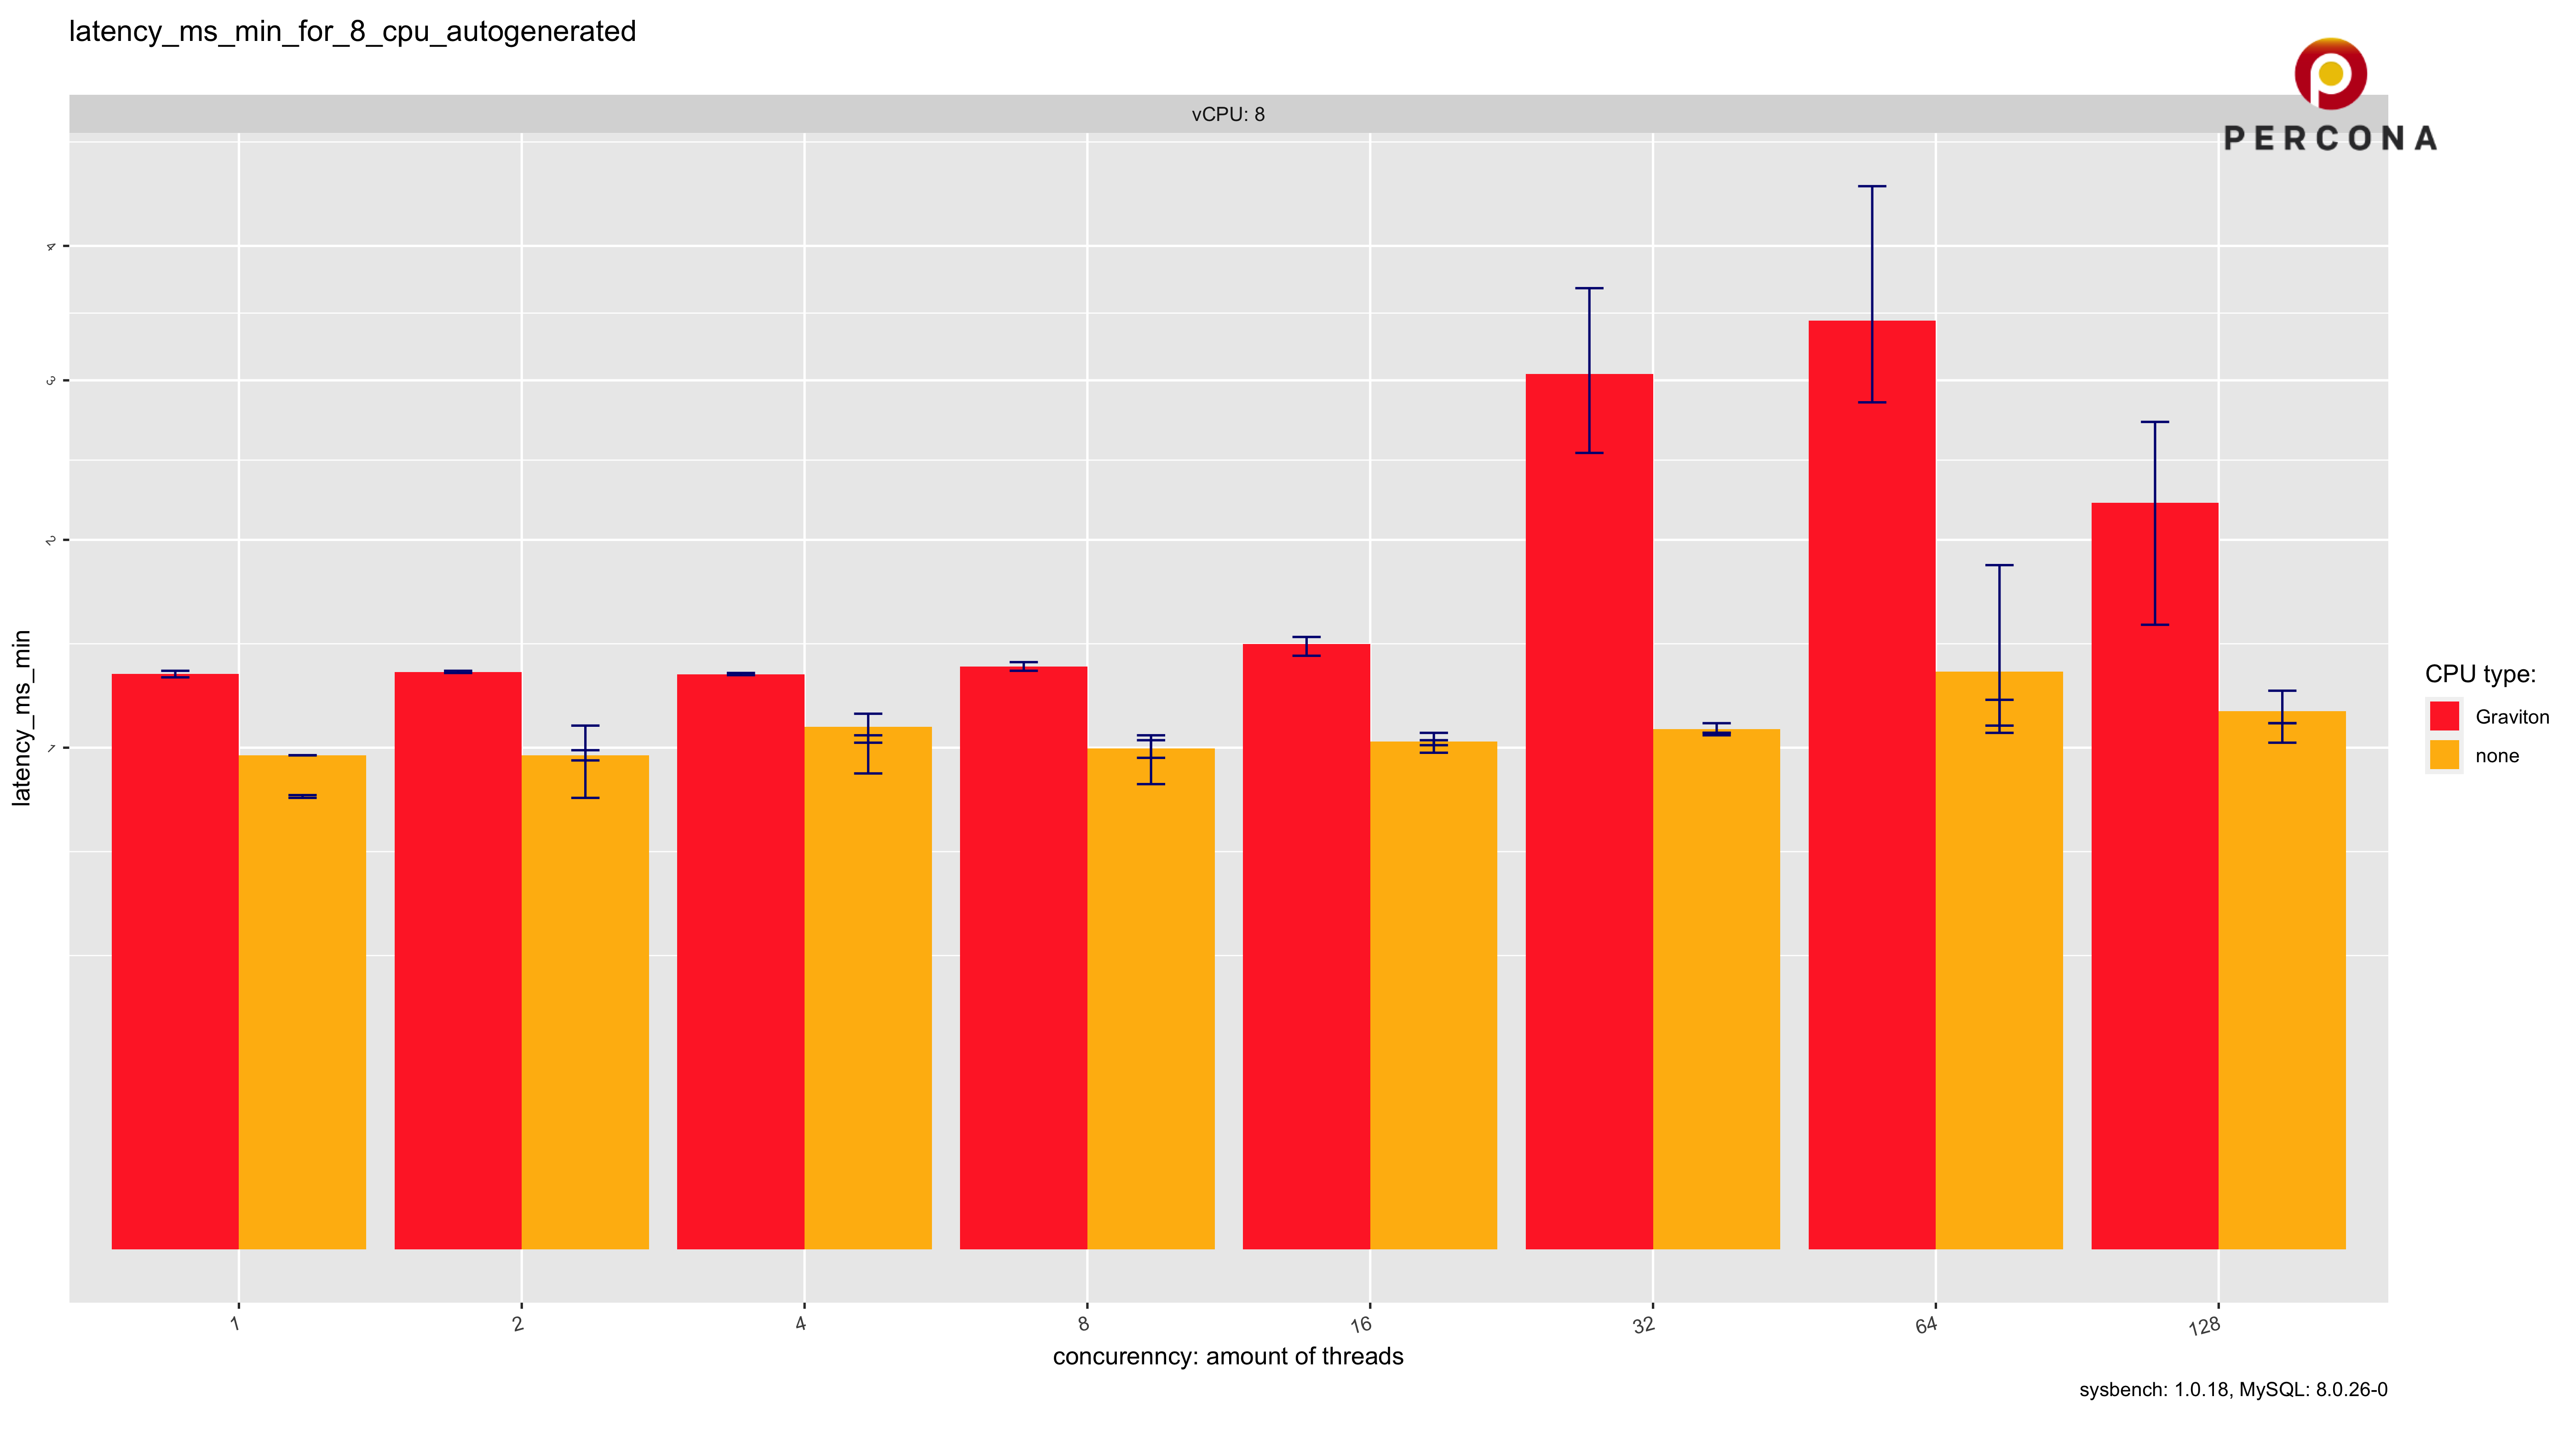 latency_ms_min_for_8_cpu_autogenerated
PERCONA
vCPU: 8
latency_ms_min
4
3
2
1
1
2
4
8
16
32
64
128
concurenncy: amount of threads
CPU type:
Graviton
none
sysbench: 1.0.18, MySQL: 8.0.26-0